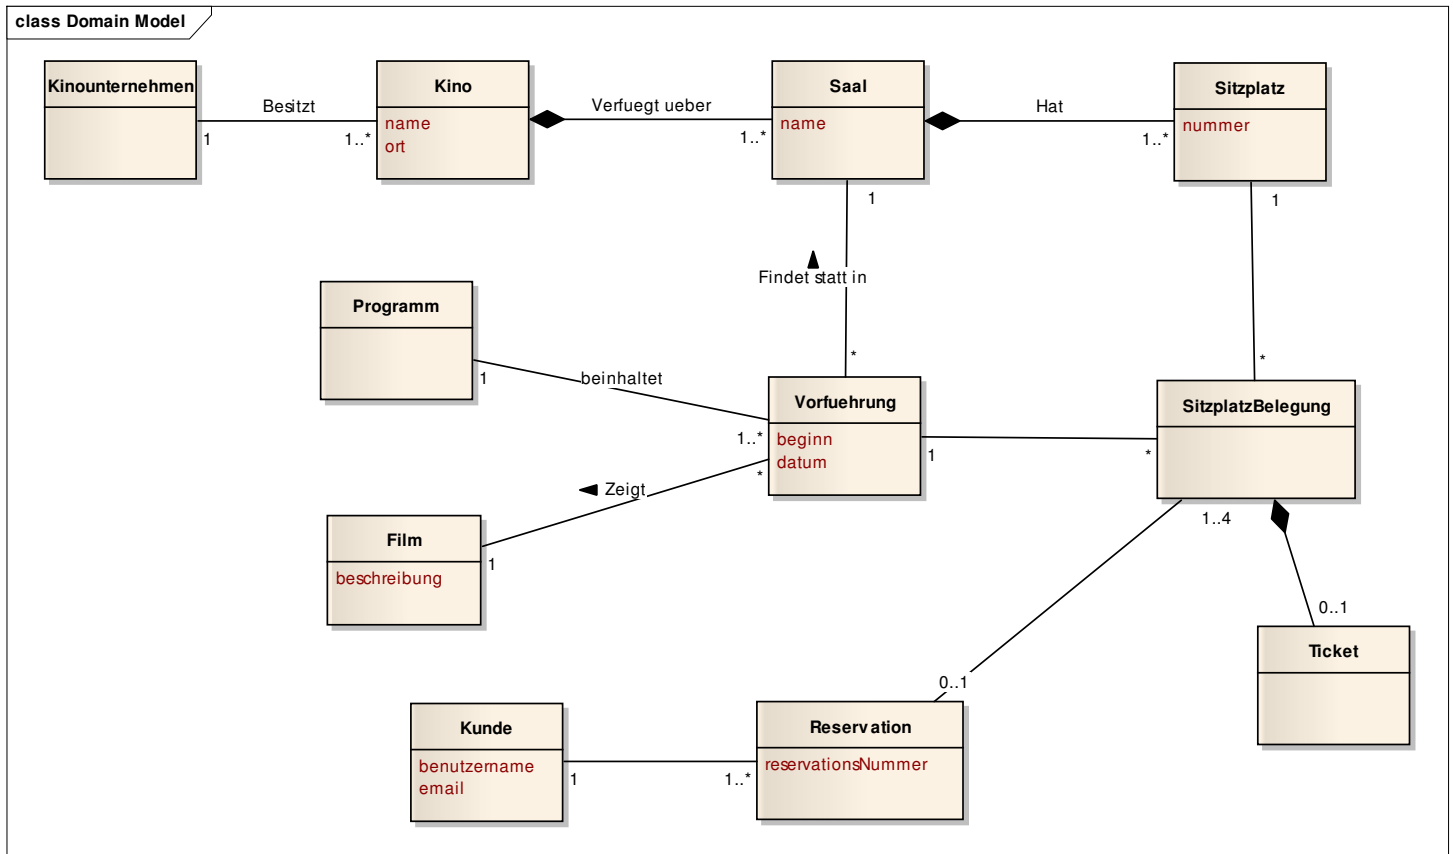 class Domain Model
Kinounternehmen
Besitzt
1
1..*
Kino
name
ort
Verfuegt ueber
1..*
Saal
name
Hat
1..*
Sitzplatz
nummer
1
1
Findet statt in
*
*
Programm
1
beinhaltet
1..*
Vorfuehrung
beginn
datum
1
*
SitzplatzBelegung
*
Zeigt
1
Film
beschreibung
1..4
0..1
Ticket
0..1
Kunde
benutzername
email
1
1..*
Reservation
reservationsNummer